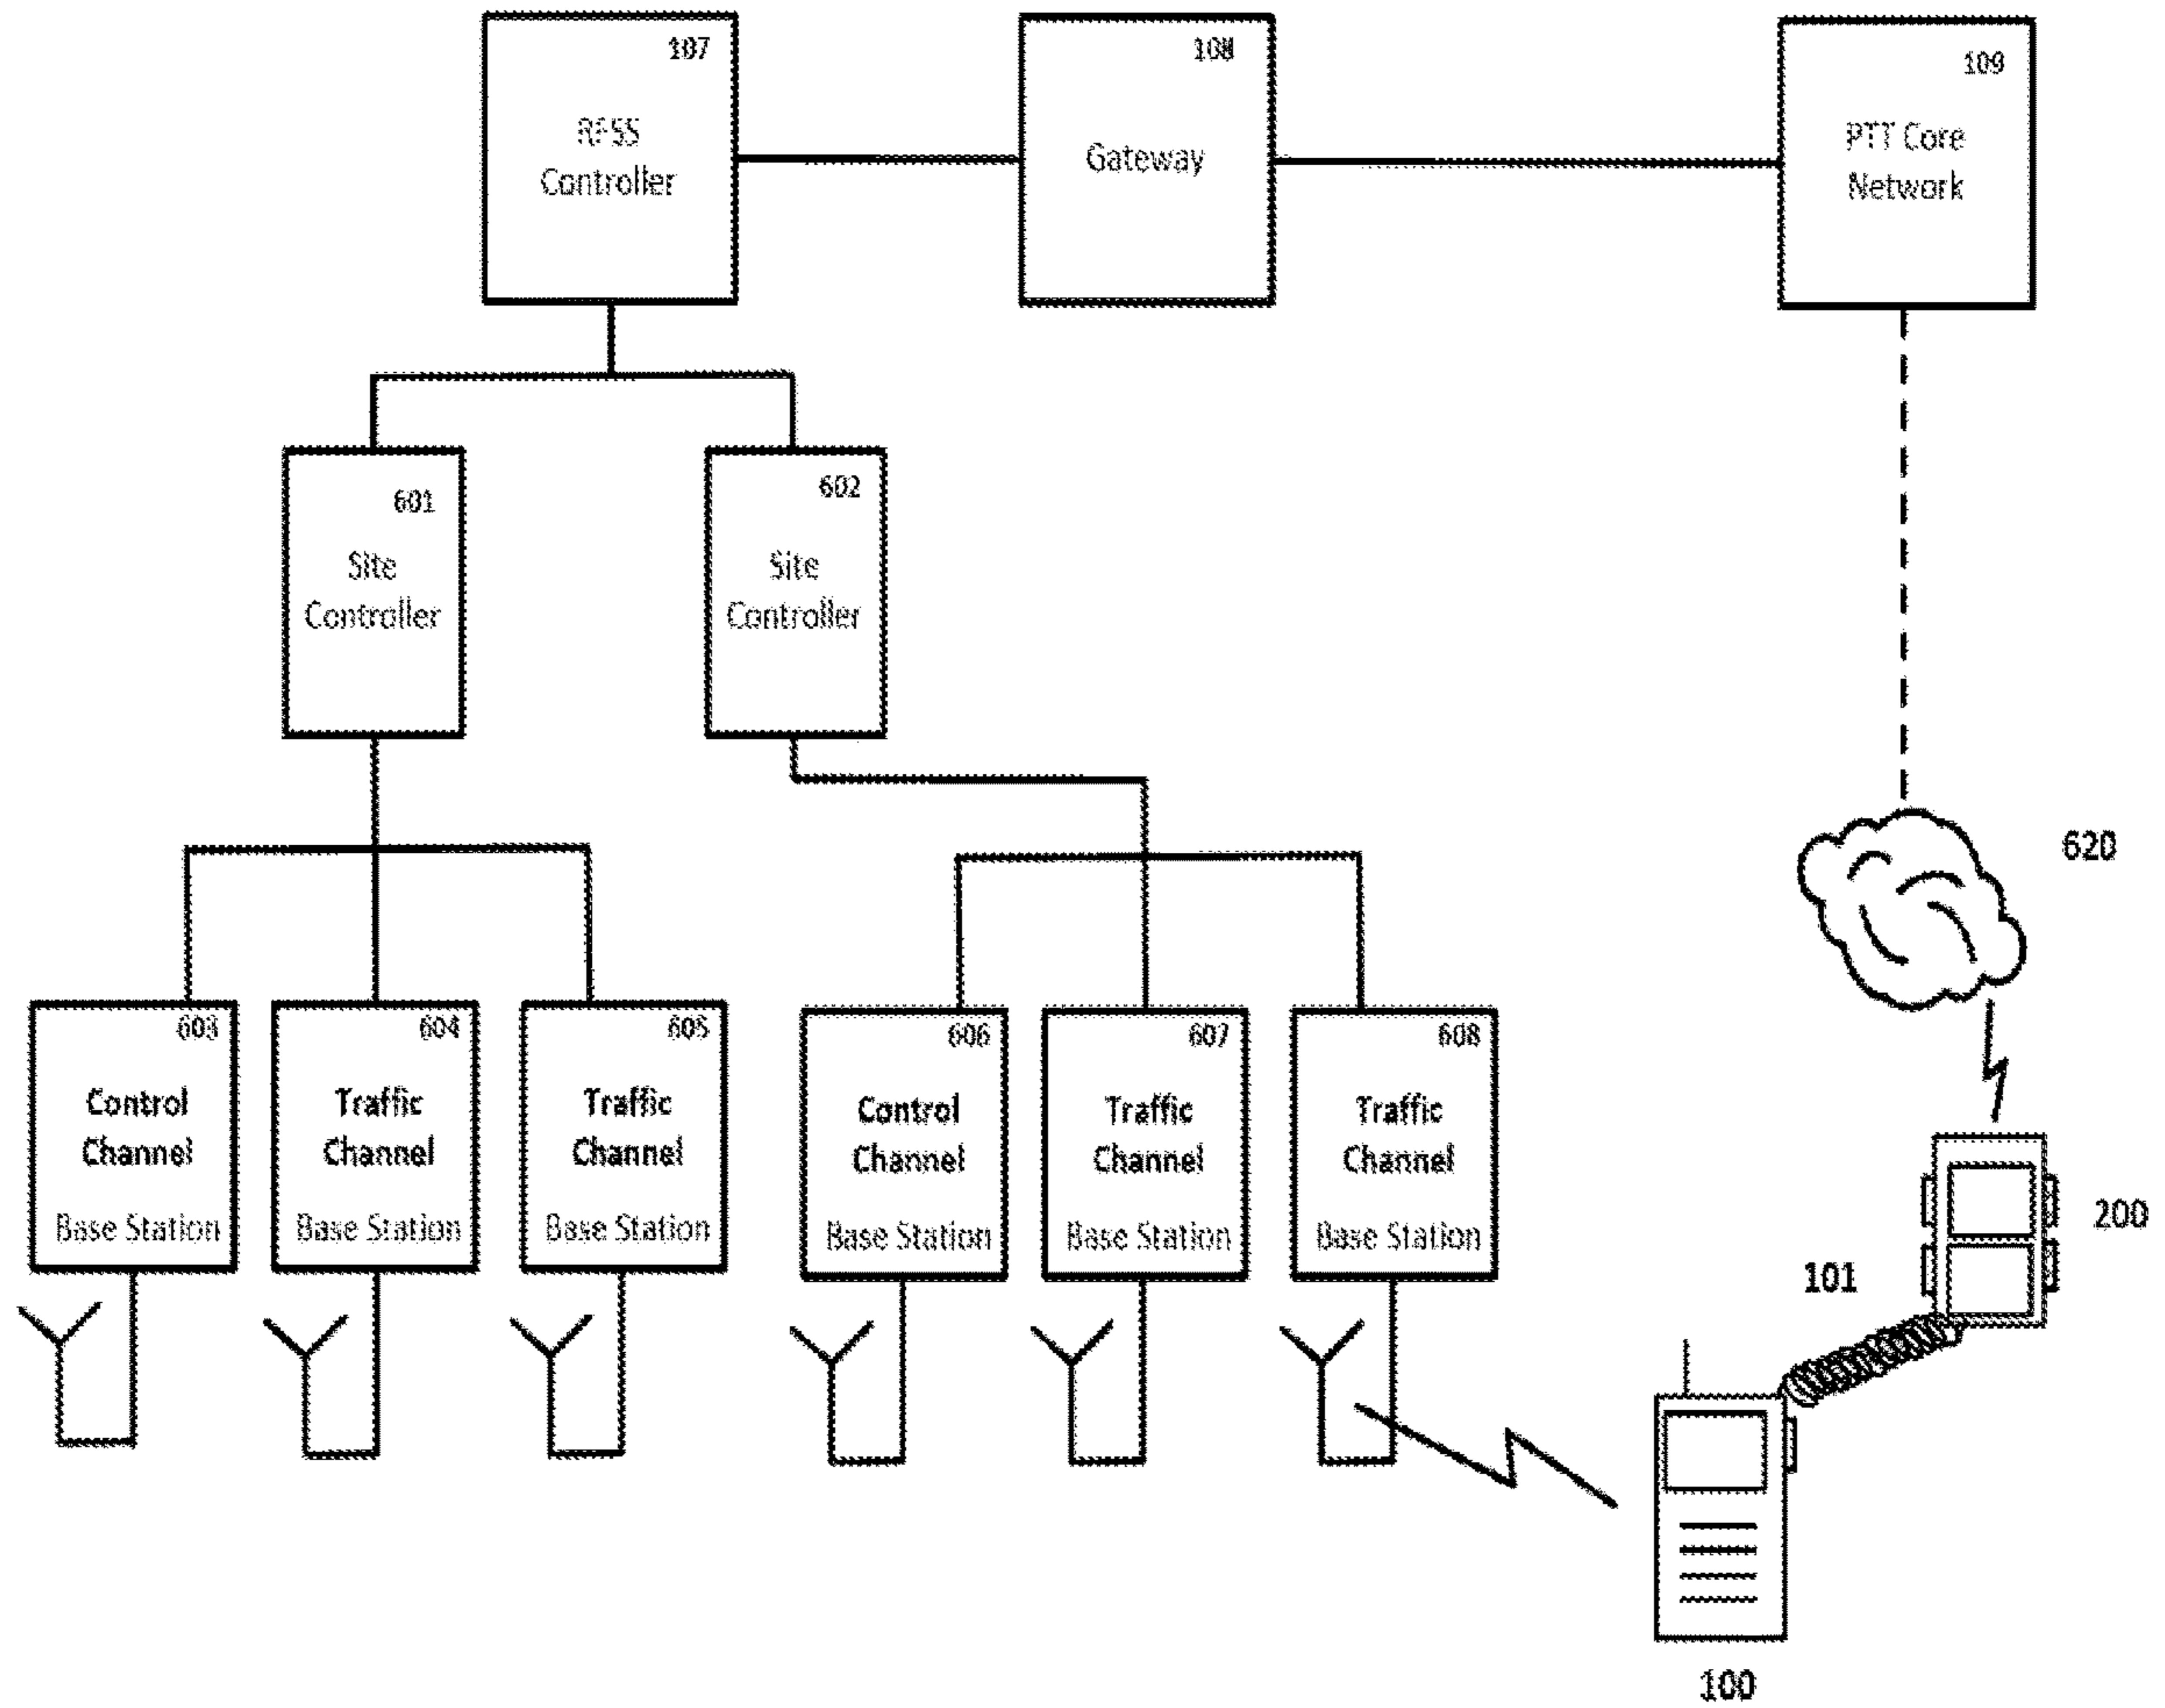 107
RFSS
Controller
108
Gateway
109
PTT Core
Network
601
Site
Controller
602
Site
Controller
620
603
Control
Channel
Base Station
604
Traffic
Channel
Base Station
605
Traffic
Channel
Base Station
606
Control
Channel
Base Station
607
Traffic
Channel
Base Station
608
Traffic
Channel
Base Station
200
101
100